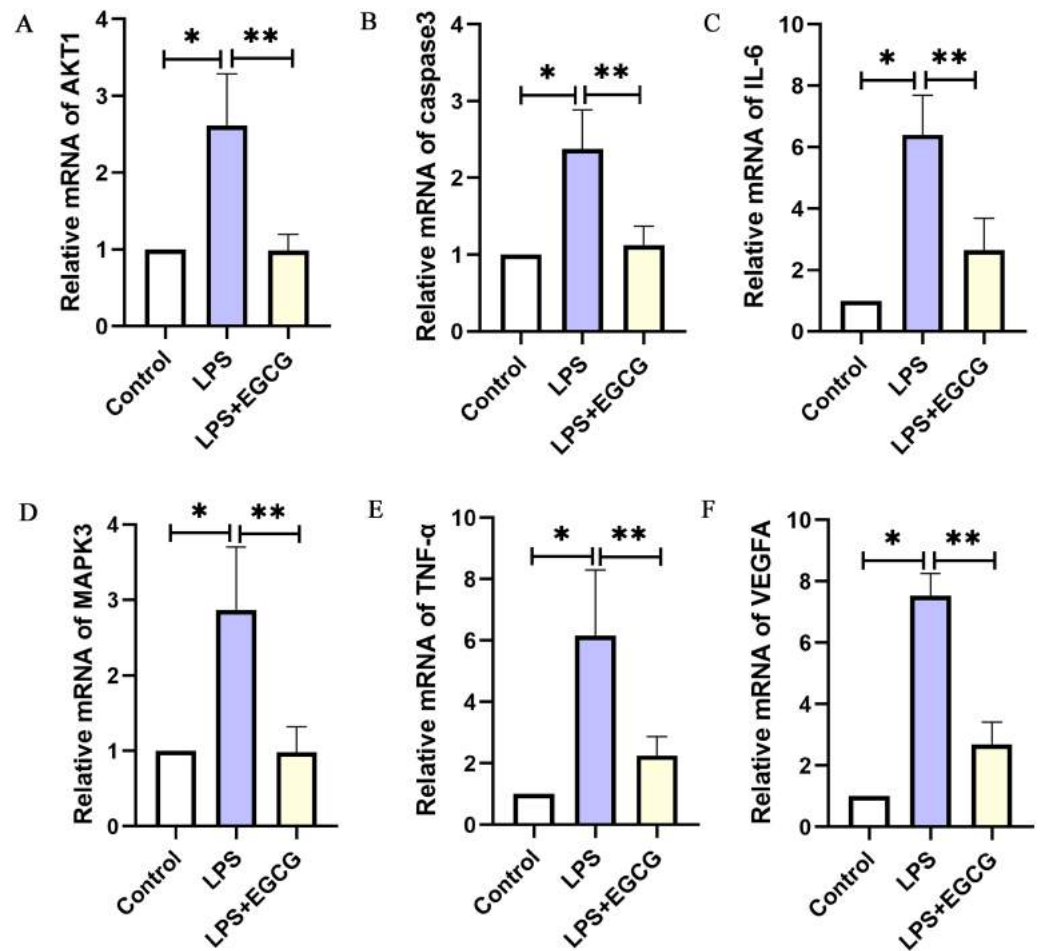 A
Relative mRNA of AKT1
4
3
2
1
0
* **
Control
LPS
LPS+EGCG
B
Relative mRNA of caspase3
4
3
2
1
0
* **
Control
LPS
LPS+EGCG
C
Relative mRNA of IL-6
10
8
6
4
2
0
* **
Control
LPS
LPS+EGCG
D
Relative mRNA of MAPK3
4
3
2
1
0
* **
Control
LPS
LPS+EGCG
E
Relative mRNA of TNF-α
10
8
6
4
2
0
* **
Control
LPS
LPS+EGCG
F
Relative mRNA of VEGFA
10
8
6
4
2
0
* **
Control
LPS
LPS+EGCG